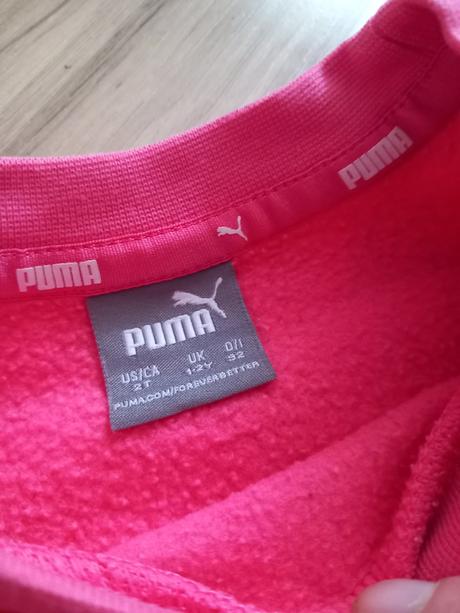 PUMA
PUMA
PUMA
US/CA UK D/I
2T 1-2Y 92
PUMA.COM/FOREVERBETTER